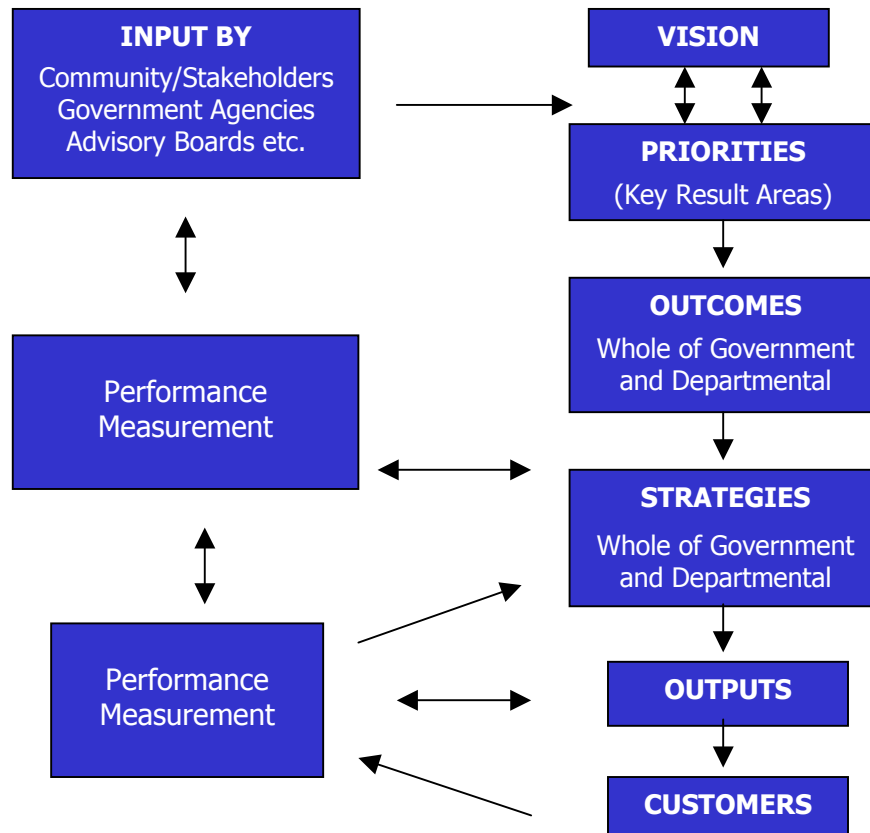 INPUT BY
Community/Stakeholders
Government Agencies
Advisory Boards etc.
VISION
PRIORITIES
(Key Result Areas)
OUTCOMES
Whole of Government
and Departmental
Performance
Measurement
STRATEGIES
Whole of Government
and Departmental
Performance
Measurement
OUTPUTS
CUSTOMERS